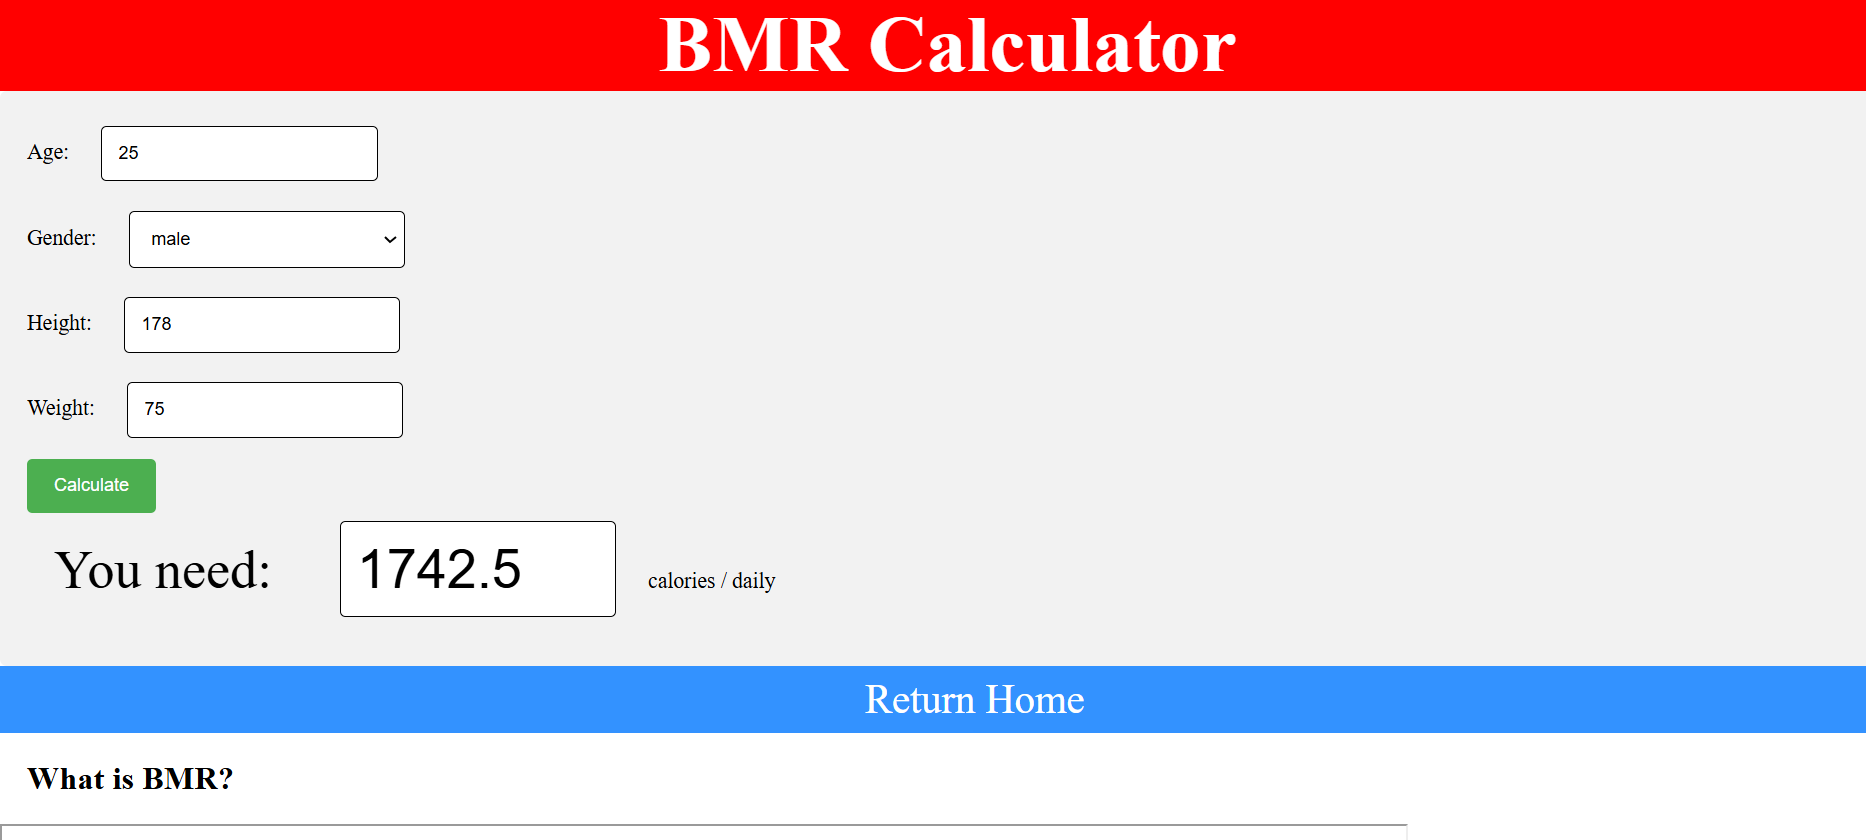 BMR Calculator
Age: 25
Gender: male
Height: 178
Weight: 75
Calculate
You need: 1742.5 calories / daily
Return Home
What is BMR?